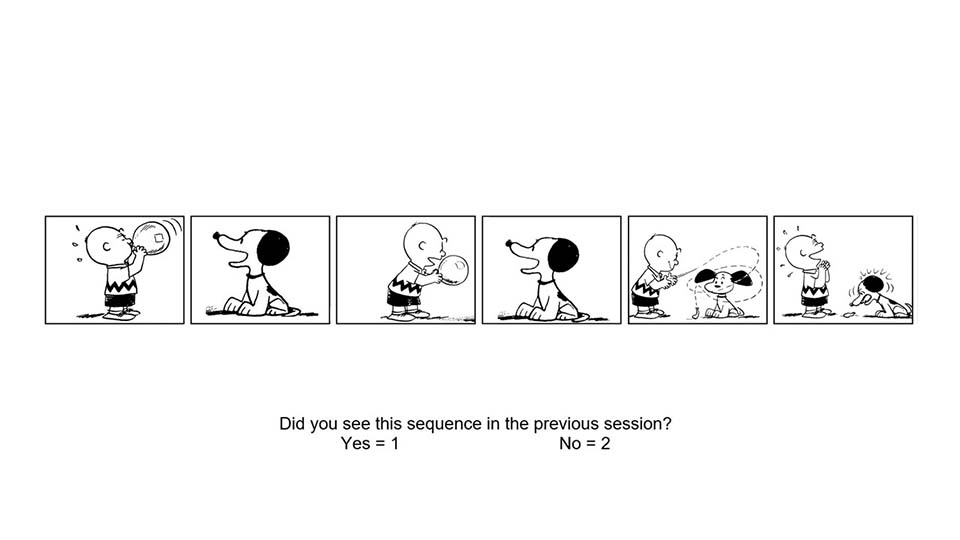 Did you see this sequence in the previous session?
Yes = 1 No = 2